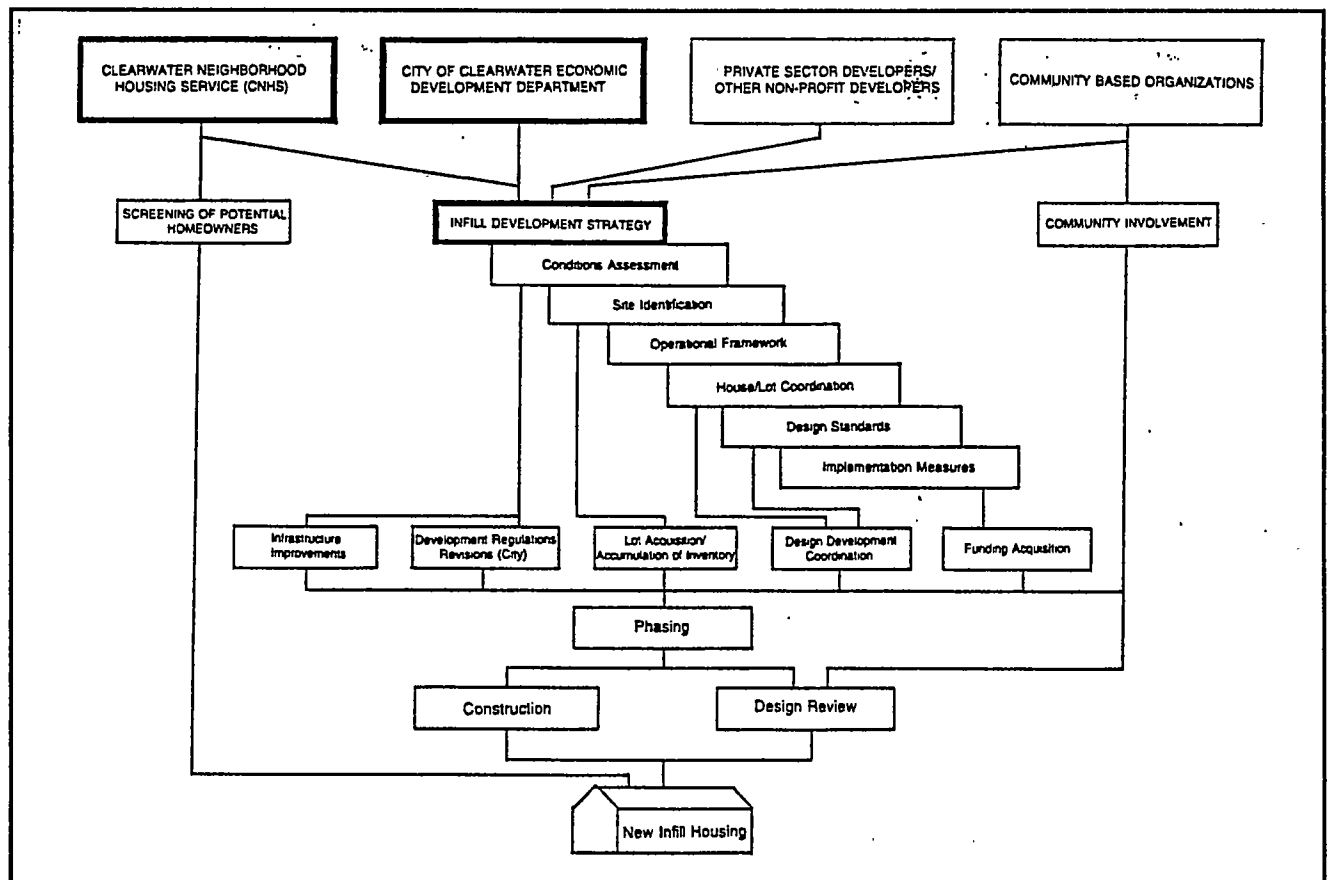 CLEARWATER NEIGHBORHOOD
HOUSING SERVICE (CNHS)
CITY OF CLEARWATER ECONOMIC
DEVELOPMENT DEPARTMENT
PRIVATE SECTOR DEVELOPERS/
OTHER NON-PROFIT DEVELOPERS
COMMUNITY BASED ORGANIZATIONS
SCREENING OF POTENTIAL
HOMEOWNERS
INFILL DEVELOPMENT STRATEGY
COMMUNITY INVOLVEMENT
Conditions Assessment
Site Identification
Operational Framework
House/Lot Coordination
Design Standards
Implementation Measures
Infrastructure
Improvements
Development Regulations
Revisions (City)
Lot Acquisition/
Accumulation of Inventory
Design Development
Coordination
Funding Acquisition
Phasing
Construction
Design Review
New Infill Housing